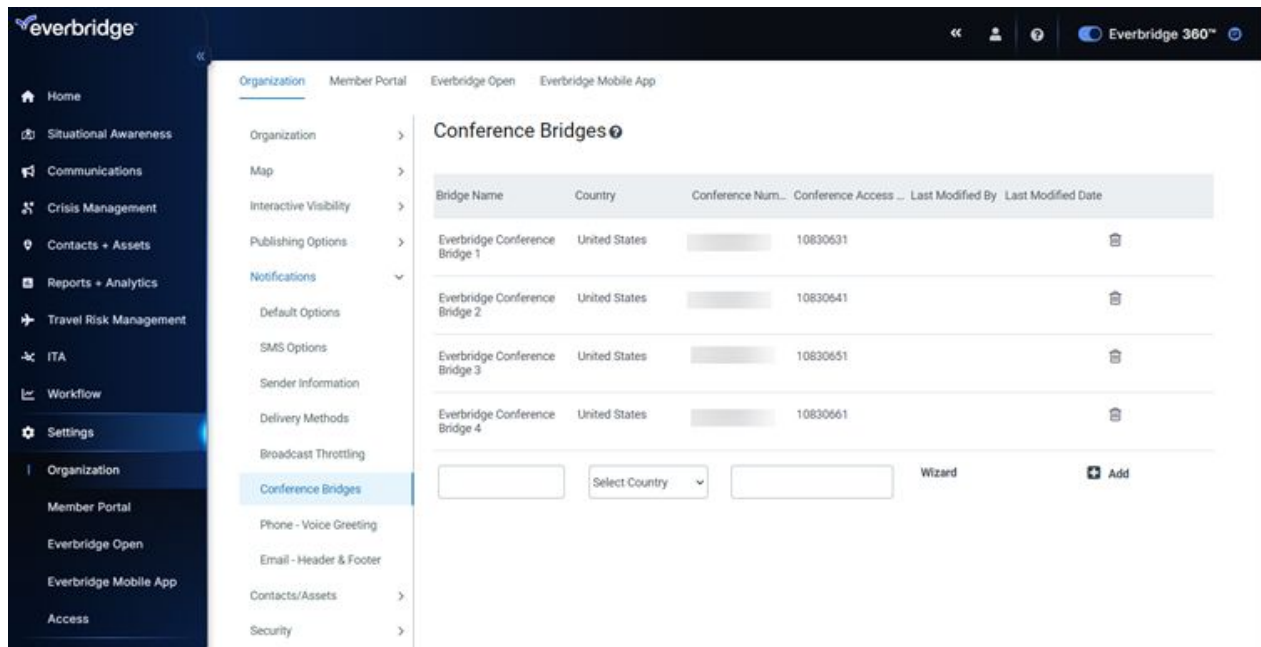 everbridge
Everbridge 360™
Home
Situational Awareness
Communications
Crisis Management
Contacts + Assets
Reports + Analytics
Travel Risk Management
ITA
Workflow
Settings
Organization
Member Portal
Everbridge Open
Everbridge Mobile App
Access
Organization Member Portal Everbridge Open Everbridge Mobile App
Organization
Map
Interactive Visibility
Publishing Options
Notifications
Default Options
SMS Options
Sender Information
Delivery Methods
Broadcast Throttling
Conference Bridges
Phone - Voice Greeting
Email - Header & Footer
Contacts/Assets
Security
Conference Bridges
Bridge Name Country Conference Num... Conference Access ... Last Modified By Last Modified Date
Everbridge Conference United States 10830631
Bridge 1
Everbridge Conference United States 10830641
Bridge 2
Everbridge Conference United States 10830651
Bridge 3
Everbridge Conference United States 10830661
Bridge 4
Select Country Wizard Add